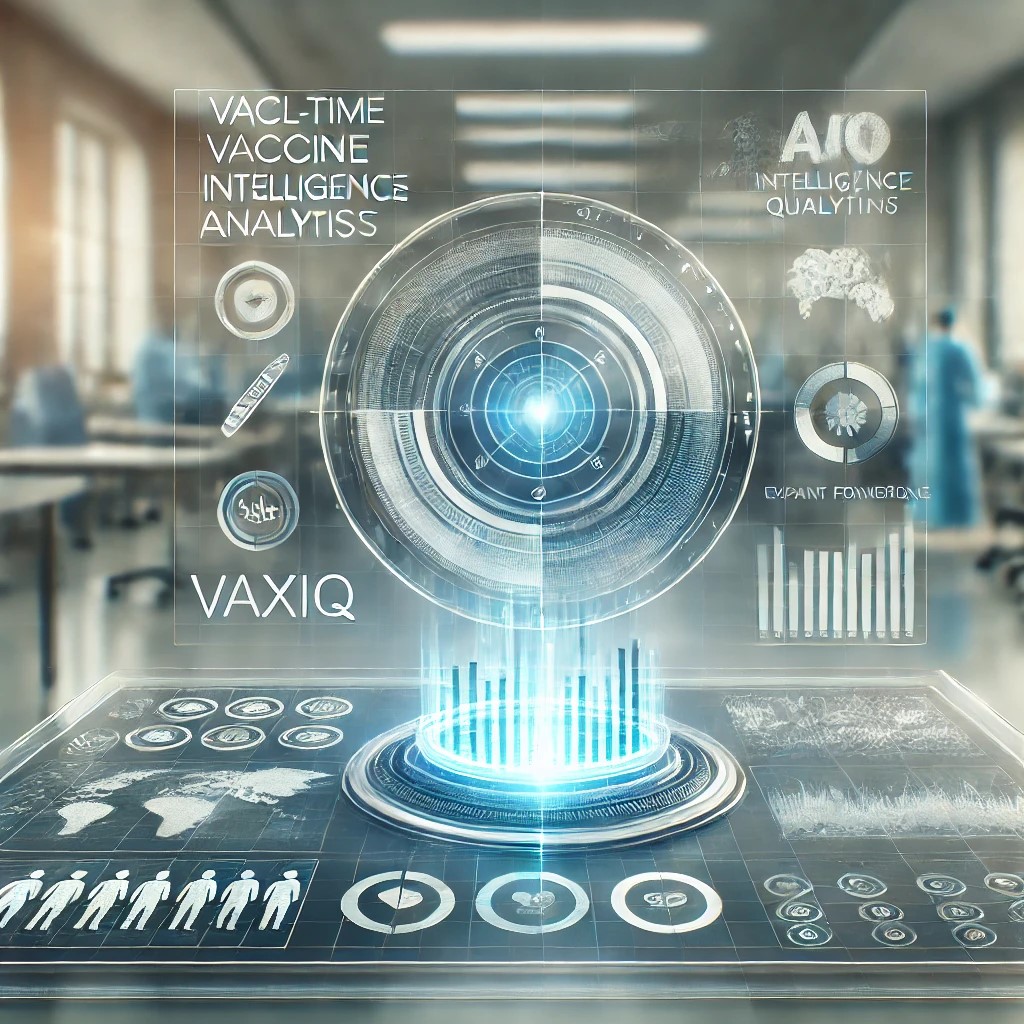 VACL-TIME
VACCINE
INTELLIGENCE
ANALYTISS
AIO
INTELLIGENCE
QUALYTINS
VAXIQ